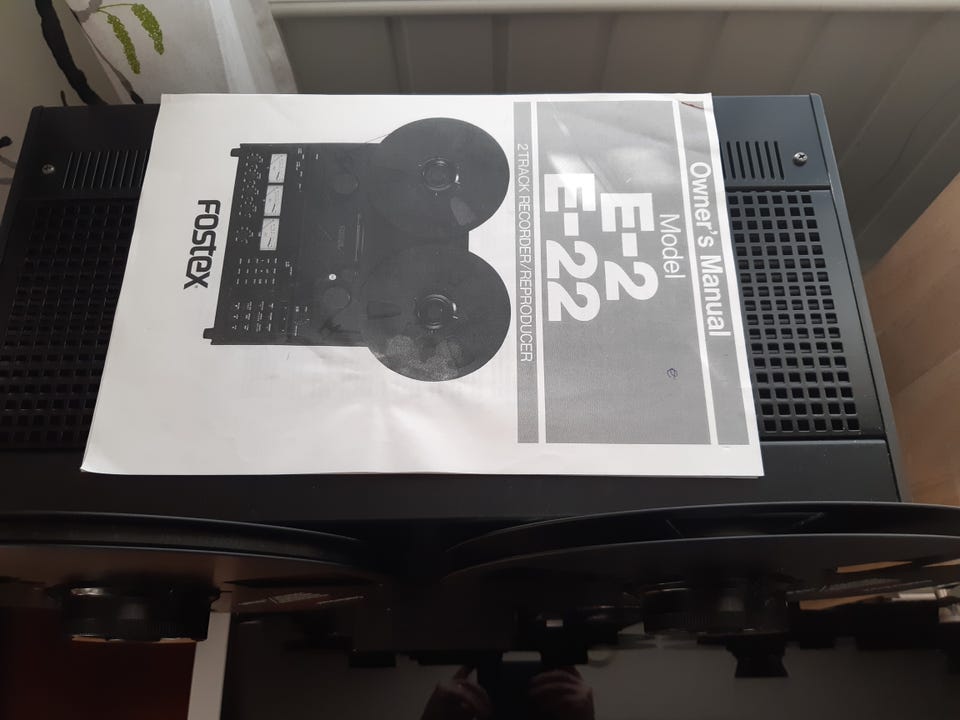 Owner's Manual
Model
E-2
E-22
2 TRACK RECORDER/REPRODUCER
FOSTEX